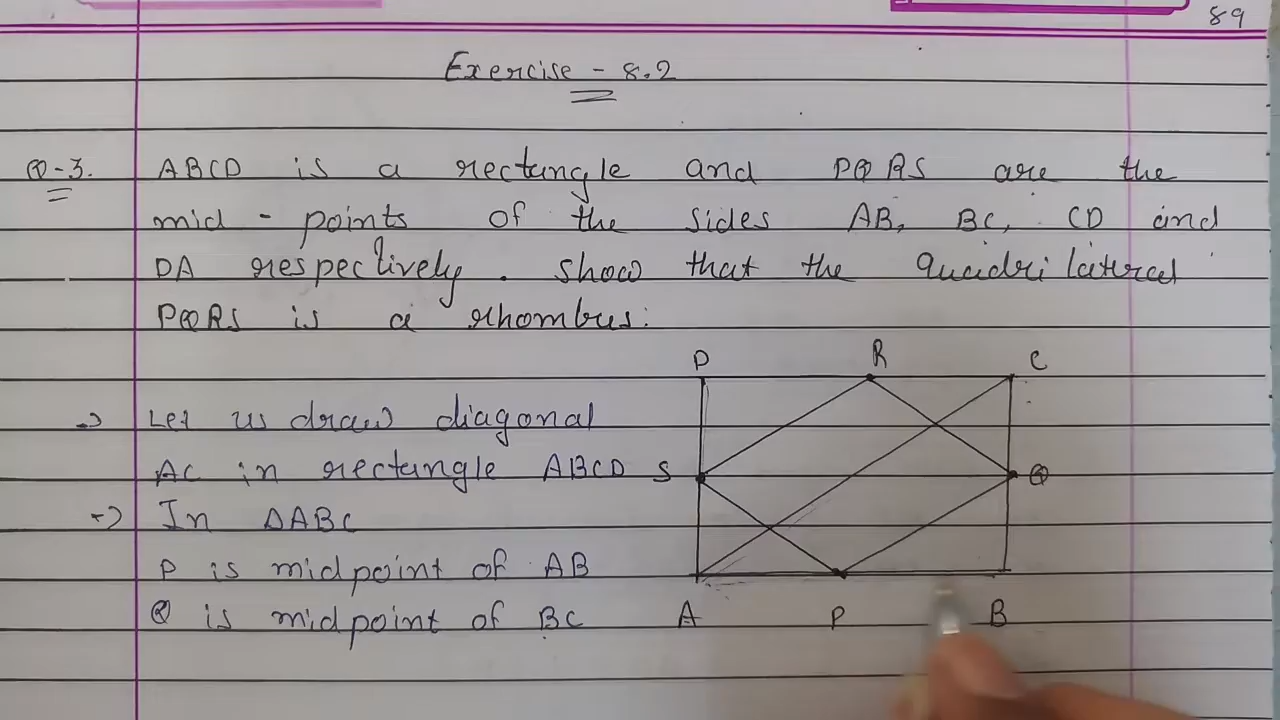 89
Exercise - 8.2
Q-3. ABCD is a rectangle and PQRS are the
mid - points of the sides AB, BC, CD and
DA respectively. Show that the quadrilateral
PQRS is a rhombus.
D R C
→ Let us draw diagonal
AC in rectangle ABCD
S Q
→ In ΔABC
P is midpoint of AB
Q is midpoint of BC
A P B